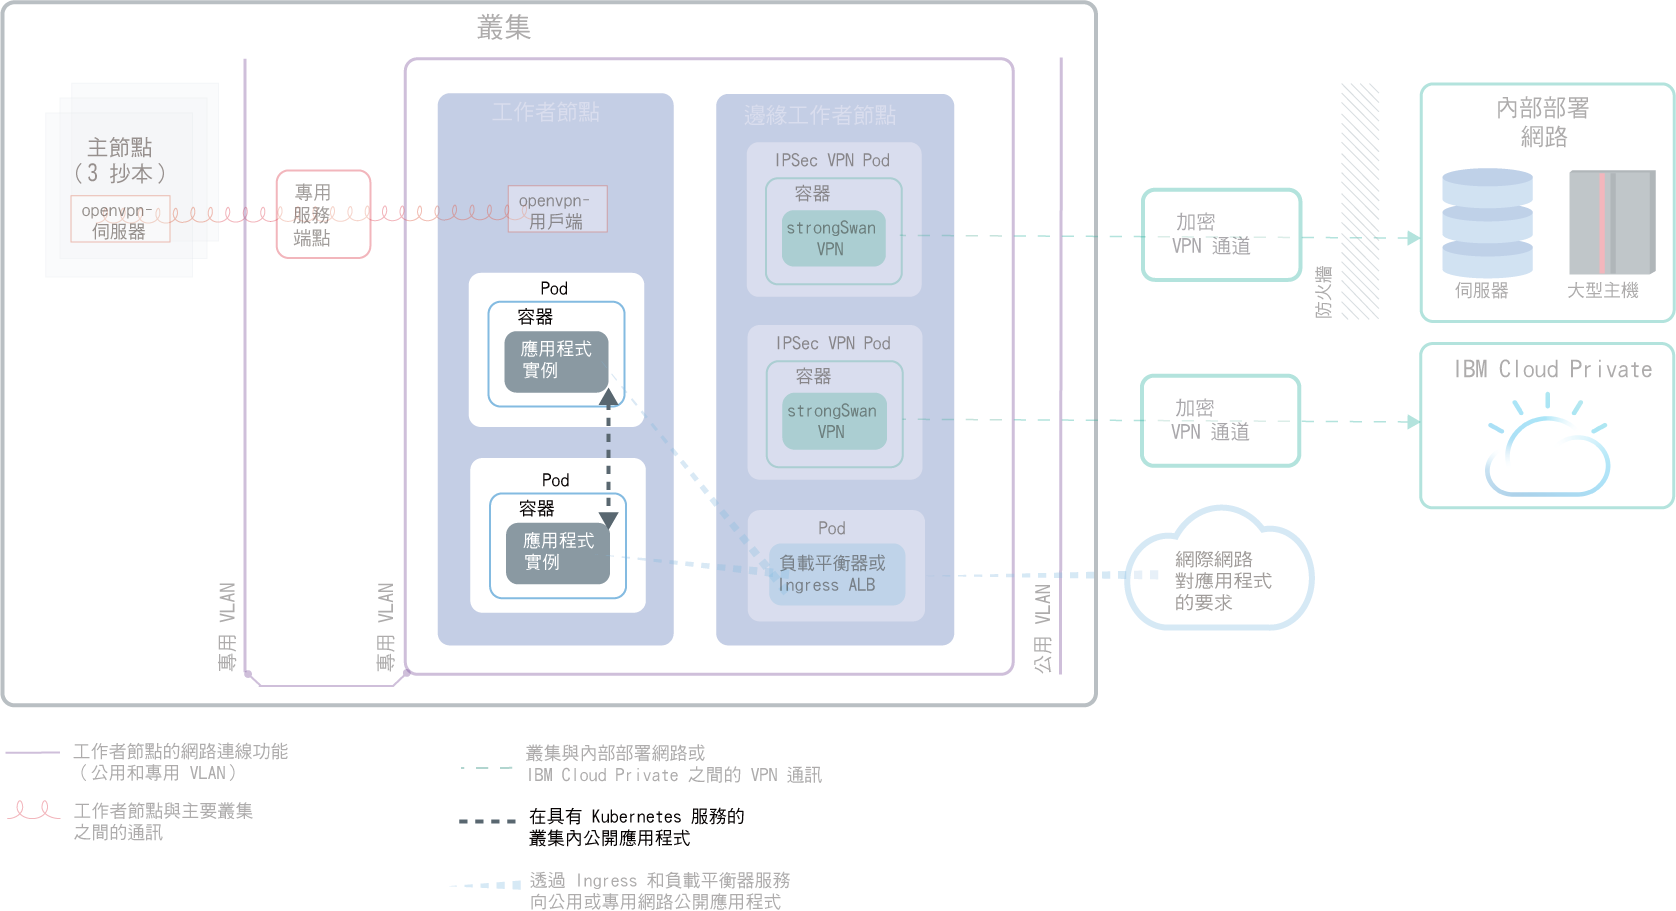 叢集
主節點
（3 抄本）
openvpn-
伺服器
專用
服務
端點
專用 VLAN
專用 VLAN
工作者節點
openvpn-
用戶端
Pod
容器
應用程式
實例
Pod
容器
應用程式
實例
邊緣工作者節點
IPSec VPN Pod
容器
strongSwan
VPN
IPSec VPN Pod
容器
strongSwan
VPN
Pod
負載平衡器或
Ingress ALB
公用 VLAN
加密
VPN 通道
防火牆
內部部署
網路
伺服器
大型主機
加密
VPN 通道
IBM Cloud Private
網際網路
對應用程式
的要求
工作者節點的網路連線功能
（公用和專用 VLAN）
工作者節點與主要叢集
之間的通訊
叢集與內部部署網路或
IBM Cloud Private 之間的 VPN 通訊
在具有 Kubernetes 服務的
叢集內公開應用程式
透過 Ingress 和負載平衡器服務
向公用或專用網路公開應用程式